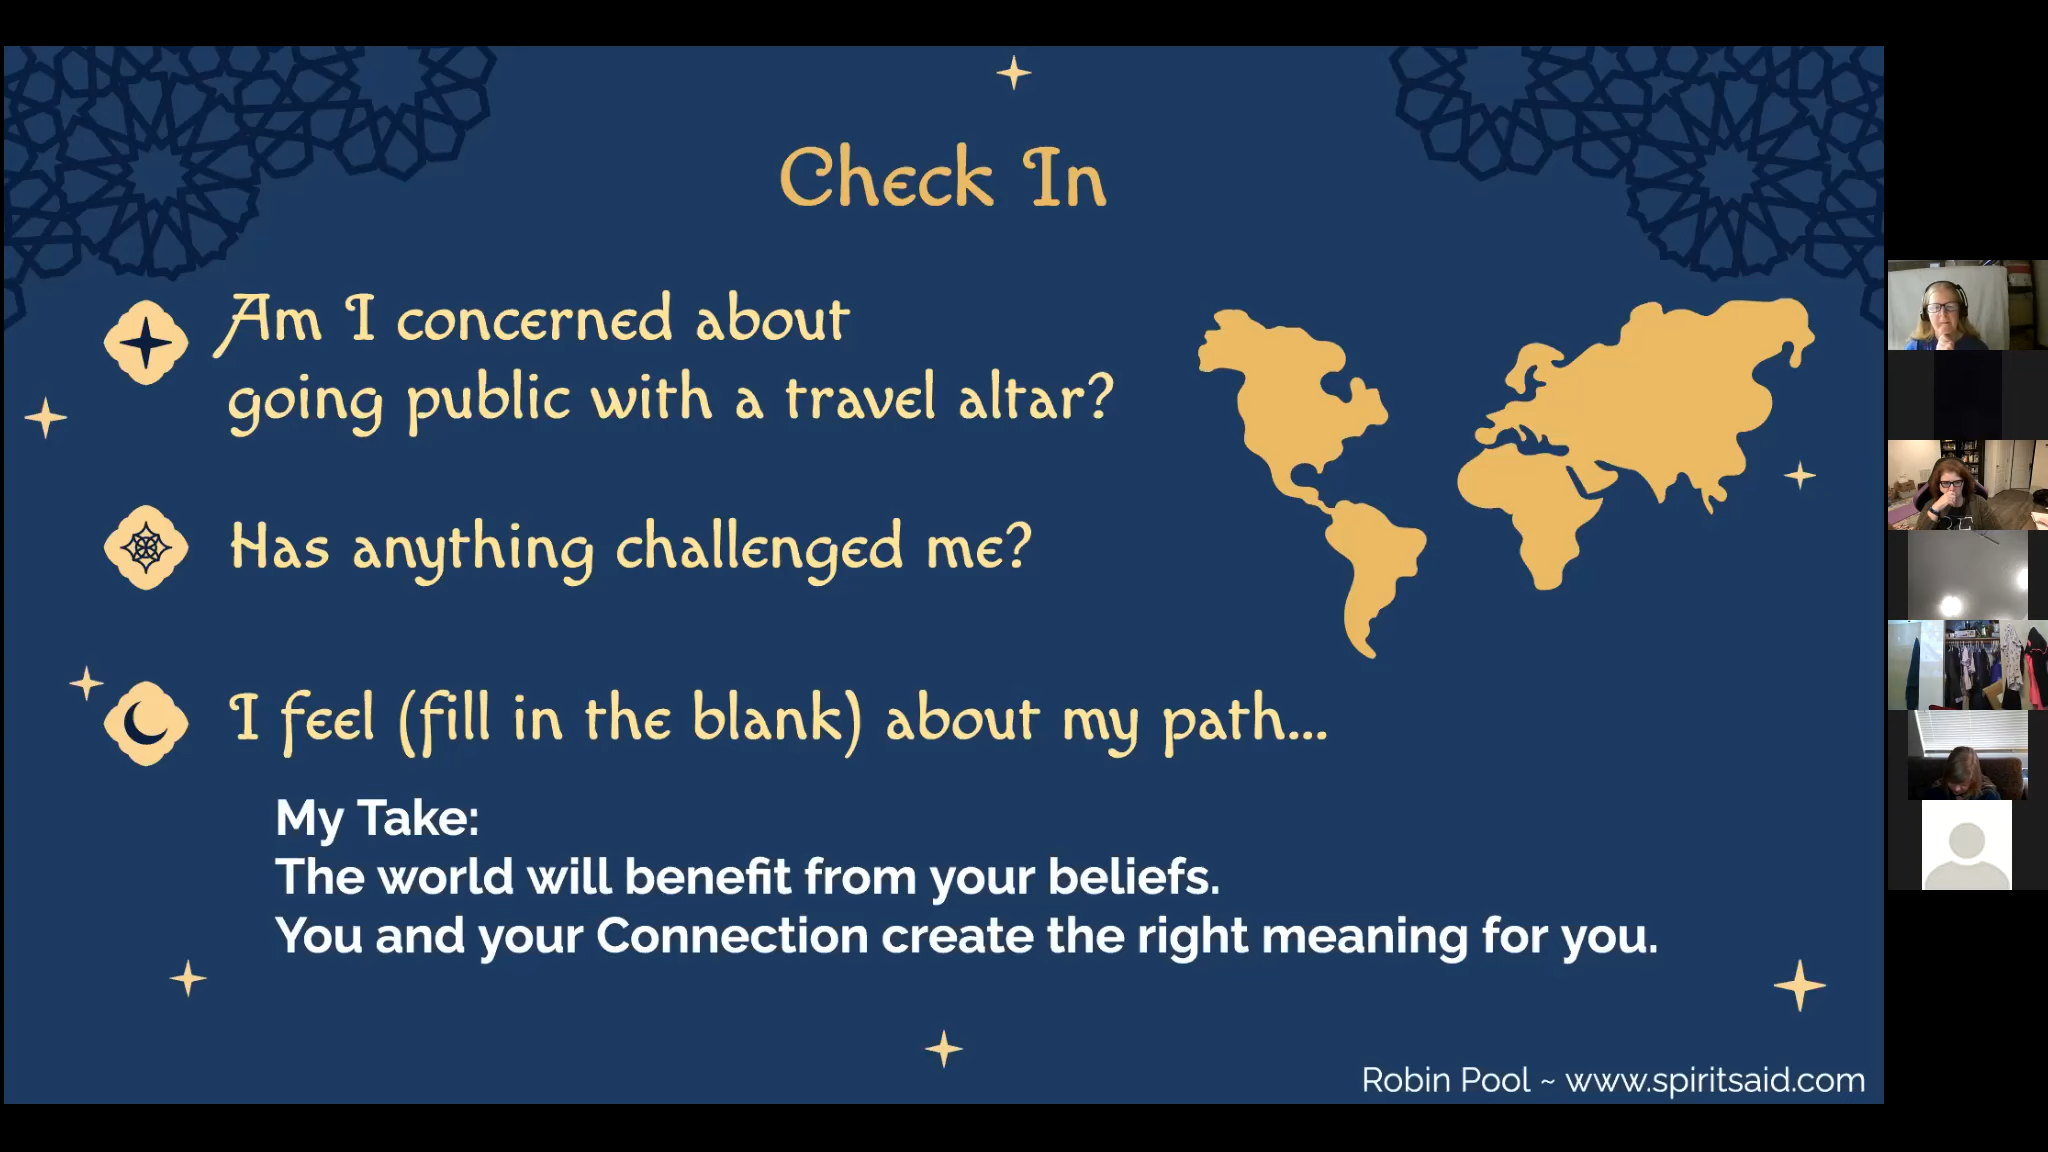 Check In
Am I concerned about
going public with a travel altar?
Has anything challenged me?
I feel (fill in the blank) about my path...
My Take:
The world will benefit from your beliefs.
You and your Connection create the right meaning for you.
Robin Pool ~ www.spiritsaid.com